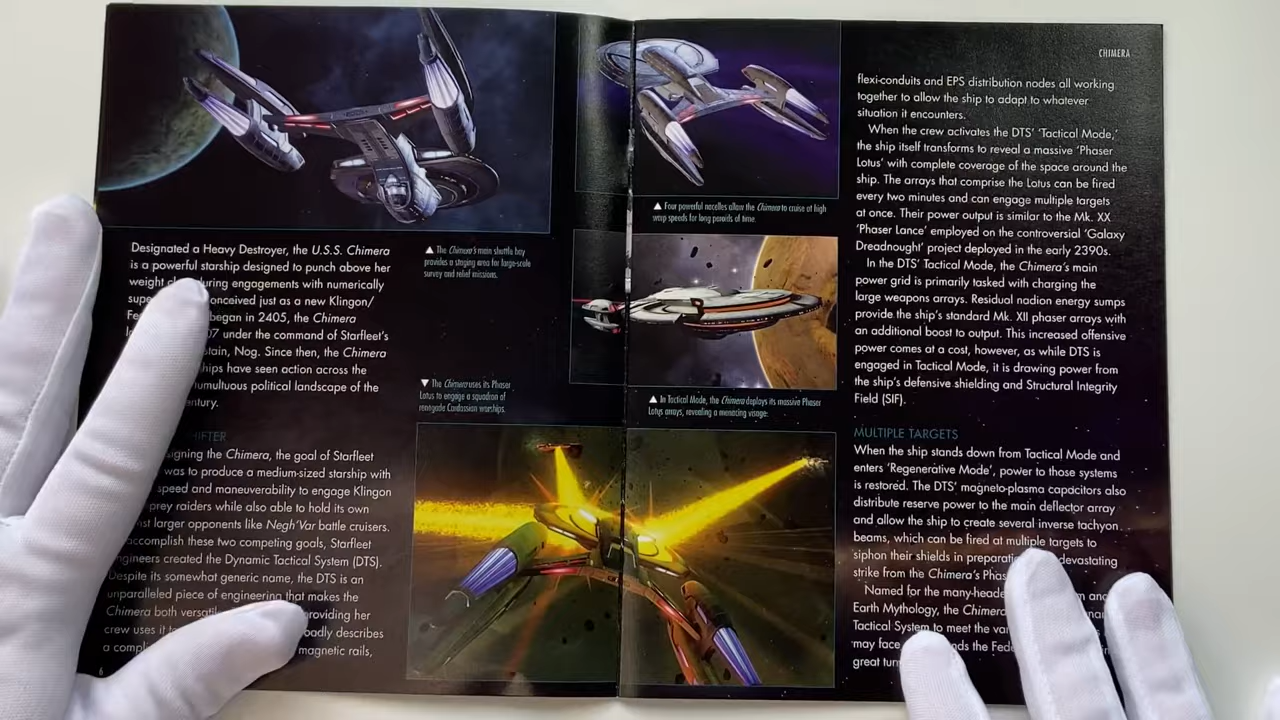 Designated a Heavy Destroyer, the U.S.S. Chimera
is a powerful starship designed to punch above her
weight during engagements with numerically
onceived just as a new Klingon/
began in 2405, the Chimera
07 under the command of Starfleet's
tain, Nog. Since then, the Chimera
hips have seen action across the
umultuous political landscape of the
entury.
HIFTER
igning the Chimera, the goal of Starfleet
was to produce a medium-sized starship with
speed and maneuverability to engage Klingon
prey raiders while also able to hold its own
larger opponents like Negh'Var battle cruisers.
accomplish these two competing goals, Starfleet
ngineers created the Dynamic Tactical System (DTS).
Despite its somewhat generic name, the DTS is an
unparalleled piece of engineering that makes the
Chimera both providing her
crew uses it oadly describes
a magnetic rails,
6
▲ The Chimera's main shuttle bay
provides a staging area for large-scale
survey and relief missions.
▼ The Chimera uses its Phaser
Lotus to engage a squadron of
renegade Cardassian warships.
▲ Four powerful nacelles allow the Chimera to cruise at high
warp speeds for long periods of time.
▲ In Tactical Mode, the Chimera deploys its massive Phaser
Lotus arrays, revealing a menacing visage.
CHIMERA
flexi-conduits and EPS distribution nodes all working
together to allow the ship to adapt to whatever
situation it encounters.
When the crew activates the DTS' 'Tactical Mode,'
the ship itself transforms to reveal a massive 'Phaser
Lotus' with complete coverage of the space around the
ship. The arrays that comprise the Lotus can be fired
every two minutes and can engage multiple targets
at once. Their power output is similar to the Mk. XX
'Phaser Lance' employed on the controversial 'Galaxy
Dreadnought' project deployed in the early 2390s.
In the DTS' Tactical Mode, the Chimera's main
power grid is primarily tasked with charging the
large weapons arrays. Residual nadion energy sumps
provide the ship's standard Mk. XII phaser arrays with
an additional boost to output. This increased offensive
power comes at a cost, however, as while DTS is
engaged in Tactical Mode, it is drawing power from
the ship's defensive shielding and Structural Integrity
Field (SIF).
MULTIPLE TARGETS
When the ship stands down from Tactical Mode and
enters 'Regenerative Mode', power to those systems
is restored. The DTS' magneto-plasma capacitors also
distribute reserve power to the main deflector array
and allow the ship to create several inverse tachyon
beams, which can be fired at multiple targets to
siphon their shields in devastating
strike from the Chimera's
Named for the
Earth Mythology, the Chimera
Tactical System to meet the
may face nds the
great